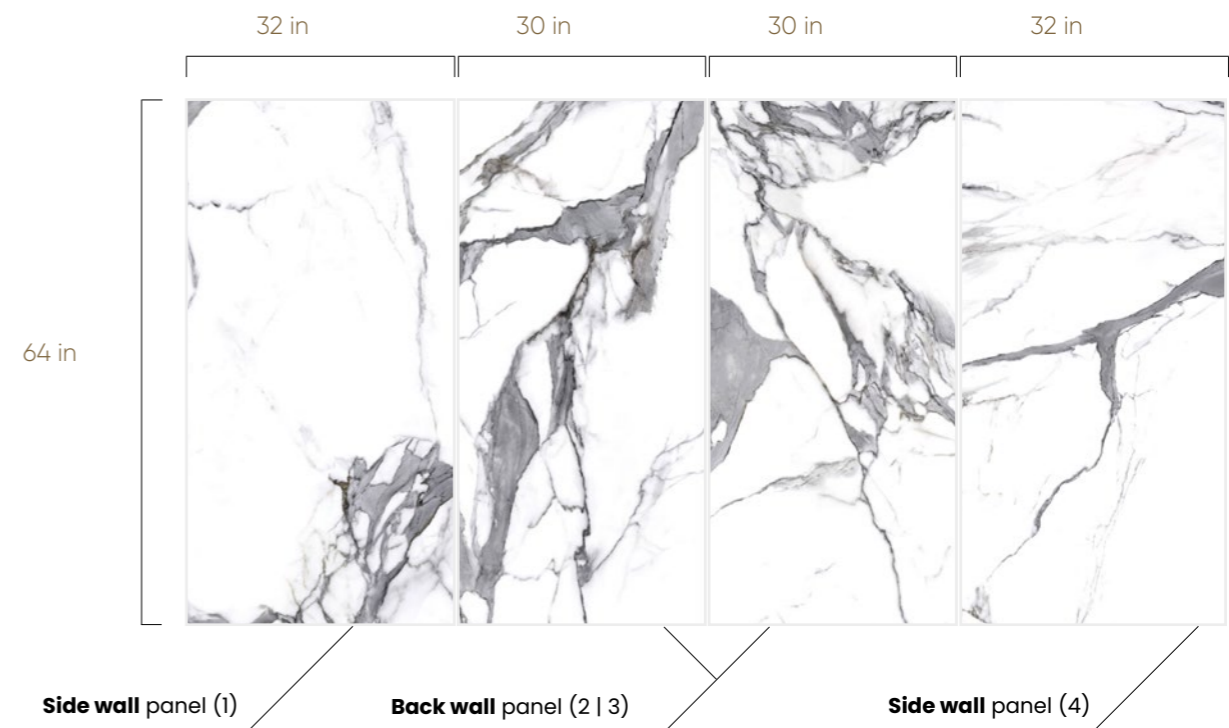 32 in
30 in
30 in
32 in
64 in
Side wall panel (1)
Back wall panel (2 | 3)
Side wall panel (4)